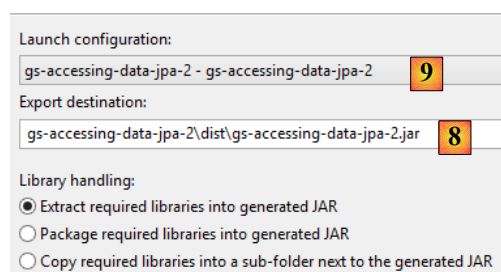 Launch configuration:
gs-accessing-data-jpa-2 - gs-accessing-data-jpa-2 9
Export destination:
gs-accessing-data-jpa-2\dist\gs-accessing-data-jpa-2.jar 8
Library handling:
Extract required libraries into generated JAR
Package required libraries into generated JAR
Copy required libraries into a sub-folder next to the generated JAR